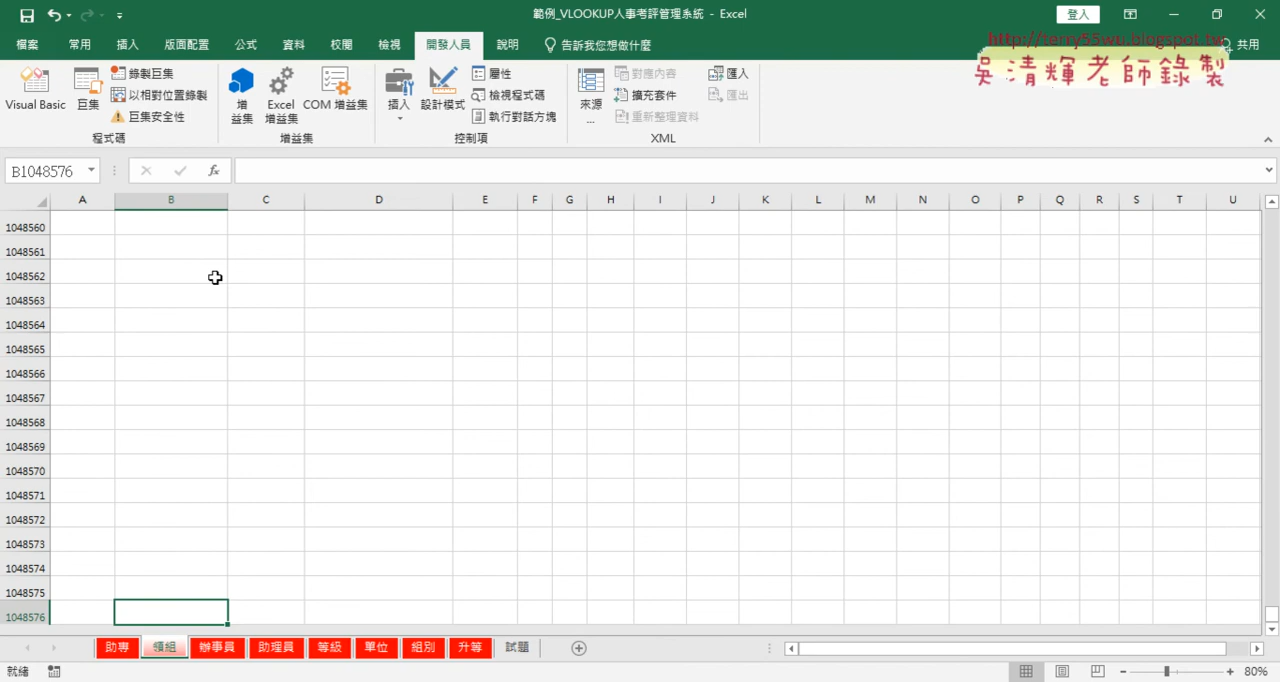 範例_VLOOKUP人事考評管理系統 - Excel
登入
檔案 常用 插入 版面配置 公式 資料 校閱 檢視 開發人員 說明 告訴我您想做什麼 共用
http://terry55wu.blogspot.tw
吳清輝老師錄製
Visual Basic 巨集 錄製巨集 以相對位置錄製 巨集安全性 程式碼
增益集 Excel 增益集 COM 增益集 增益集
插入 設計模式 屬性 檢視程式碼 執行對話方塊 控制項
來源... 對應內容 擴充套件 重新整理資料 匯入 匯出 XML
B1048576 fx
A B C D E F G H I J K L M N O P Q R S T U
1048560
1048561
1048562
1048563
1048564
1048565
1048566
1048567
1048568
1048569
1048570
1048571
1048572
1048573
1048574
1048575
1048576
助專 領組 辦事員 助理員 等級 單位 組別 升等 試題
就緒 80%